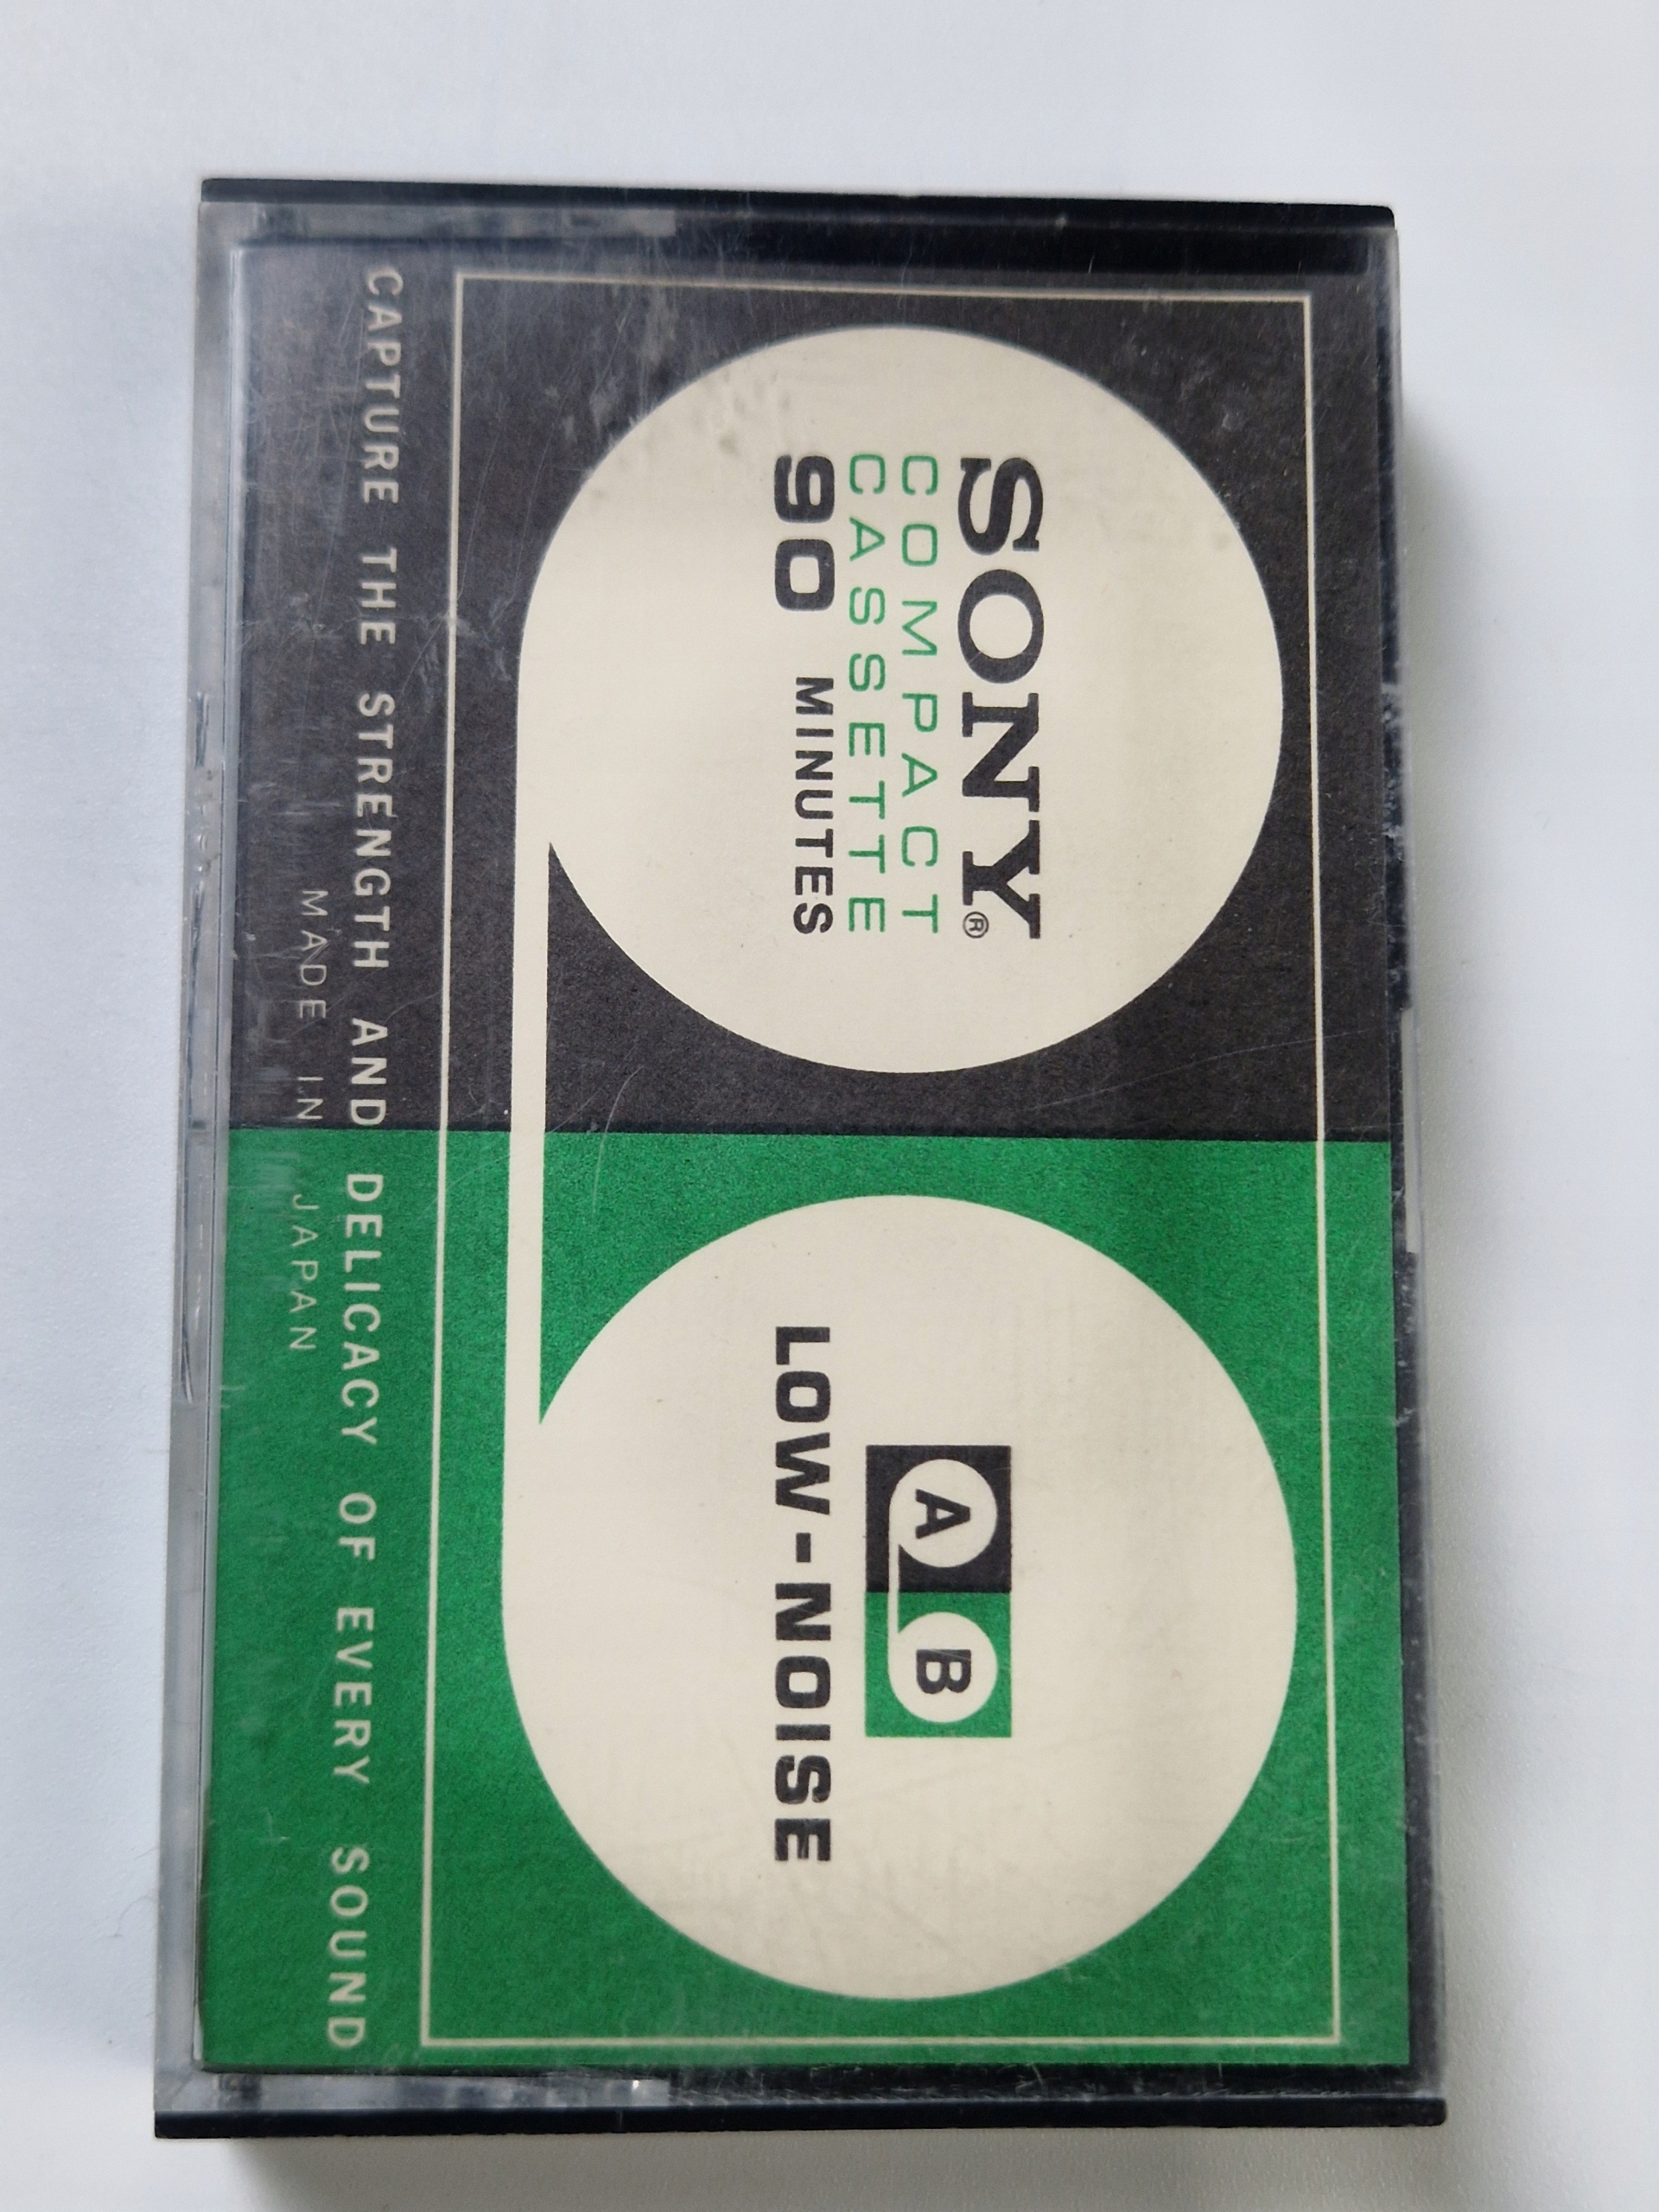 SONY®
COMPACT
CASSETTE
90 MINUTES
A B
LOW-NOISE
CAPTURE THE STRENGTH AND DELICACY OF EVERY SOUND
MADE IN JAPAN